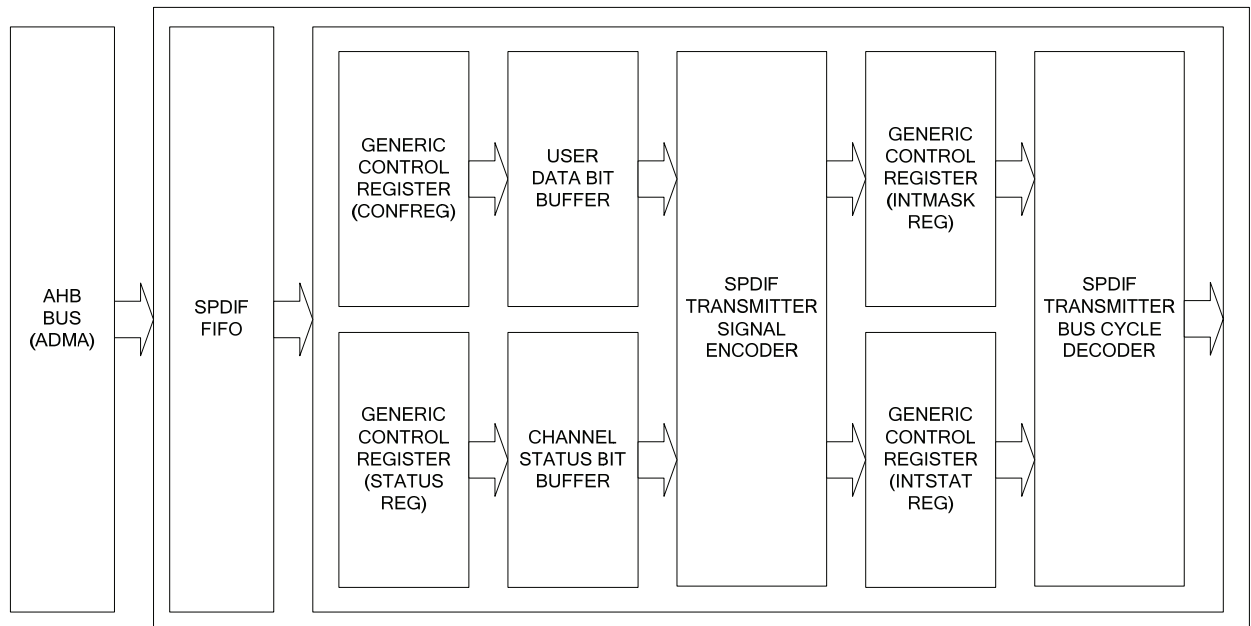 AHB
BUS
(ADMA)
SPDIF
FIFO
GENERIC
CONTROL
REGISTER
(CONFREG)
USER
DATA BIT
BUFFER
GENERIC
CONTROL
REGISTER
(STATUS
REG)
CHANNEL
STATUS BIT
BUFFER
SPDIF
TRANSMITTER
SIGNAL
ENCODER
GENERIC
CONTROL
REGISTER
(INTMASK
REG)
GENERIC
CONTROL
REGISTER
(INTSTAT
REG)
SPDIF
TRANSMITTER
BUS CYCLE
DECODER